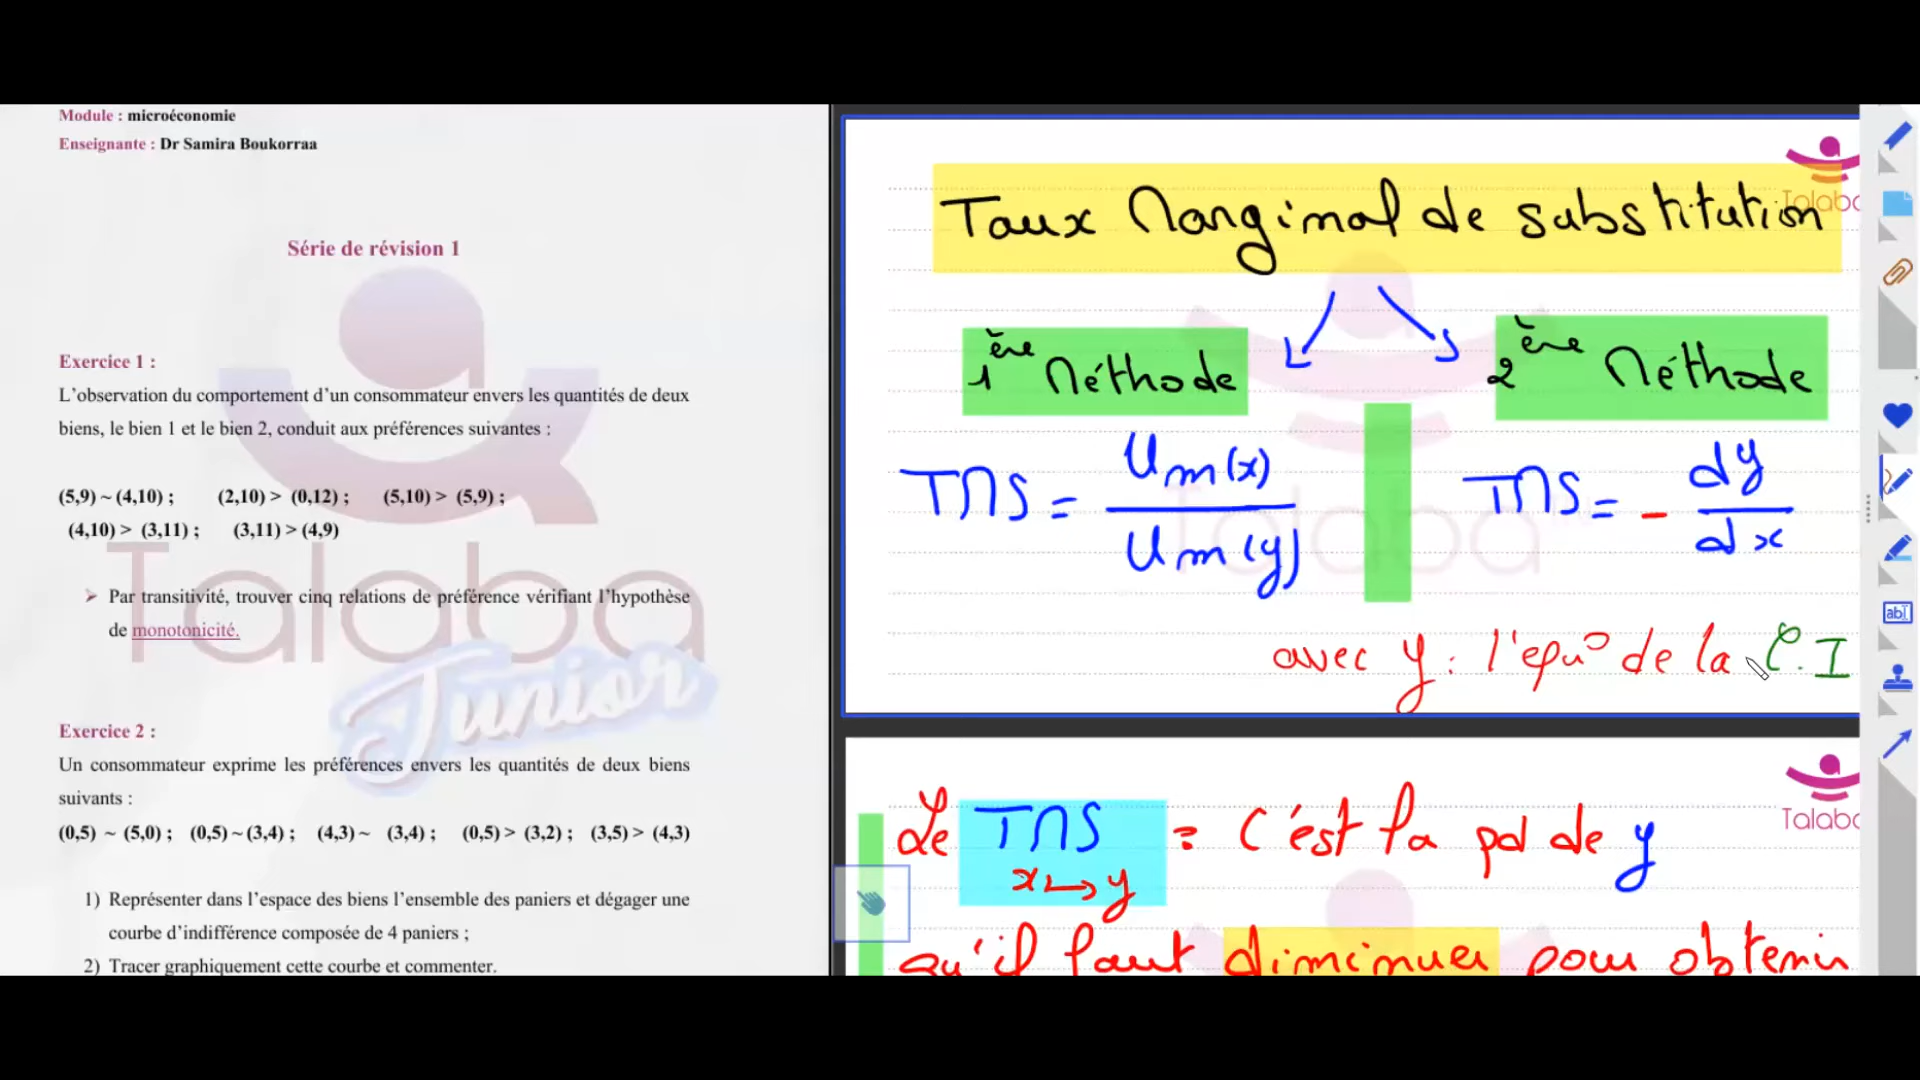 Module : microéconomie
Enseignante : Dr Samira Boukorraa
Série de révision 1
Exercice 1 :
L'observation du comportement d'un consommateur envers les quantités de deux
biens, le bien 1 et le bien 2, conduit aux préférences suivantes :
(5,9) ~ (4,10) ; (2,10) > (0,12) ; (5,10) > (5,9) ;
(4,10) > (3,11) ; (3,11) > (4,9)
➢ Par transitivité, trouver cinq relations de préférence vérifiant l'hypothèse
de monotonicité.
Exercice 2 :
Un consommateur exprime les préférences envers les quantités de deux biens
suivants :
(0,5) ~ (5,0) ; (0,5) ~ (3,4) ; (4,3) ~ (3,4) ; (0,5) > (3,2) ; (3,5) > (4,3)
1) Représenter dans l'espace des biens l'ensemble des paniers et dégager une
courbe d'indifférence composée de 4 paniers ;
2) Tracer graphiquement cette courbe et commenter.
Talaba
Junior
Taux Marginal de substitution
1ère Méthode
2ère Méthode
TMS = Um(x) / Um(y)
TMS = - dy / dx
avec y : l'equ° de la C.I
Talaba
Le TMS x→y = C'est la pd de y
qu'il faut diminuer pour obtenir
Talaba
abI